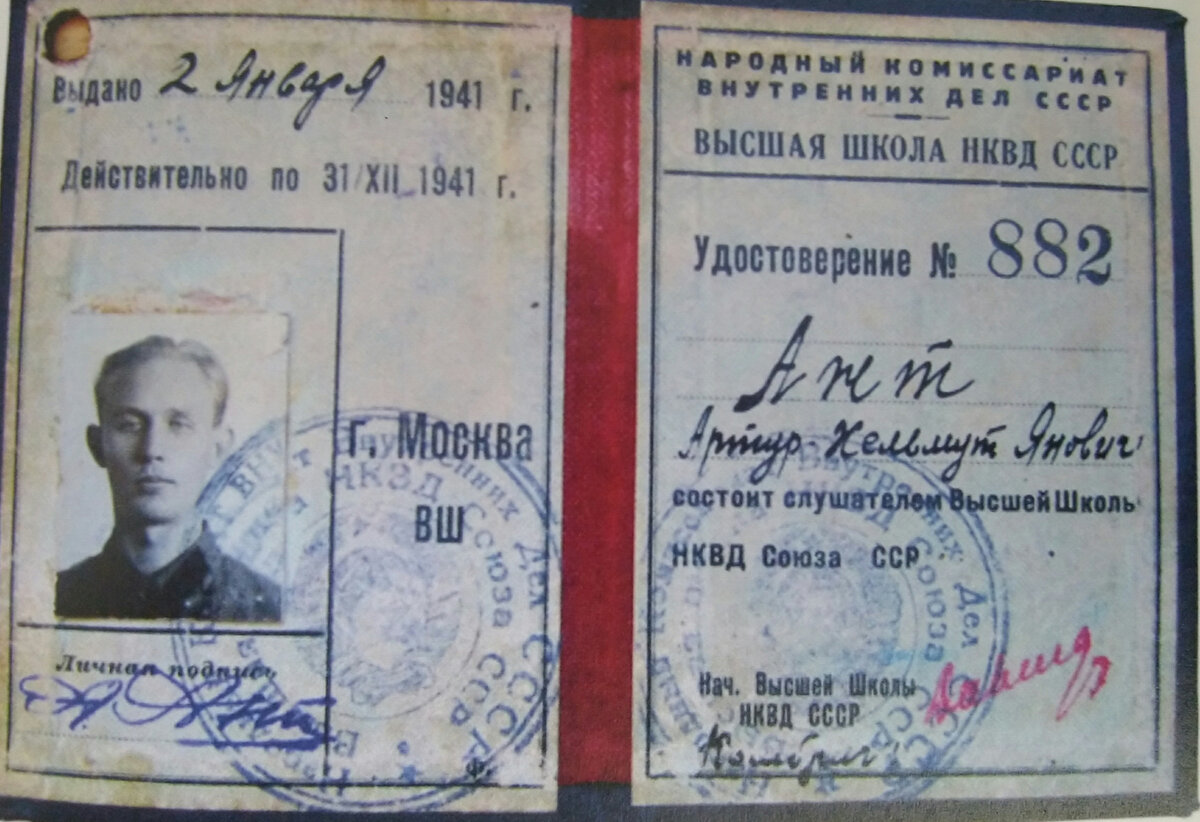 Выдано 2 Января 1941 г.
Действительно по 31/XII 1941 г.
г. Москва
ВШ
Личная подпись
Ф.
НАРОДНЫЙ КОМИССАРИАТ
ВНУТРЕННИХ ДЕЛ СССР
ВЫСШАЯ ШКОЛА НКВД СССР
Удостоверение № 882
Ант
Артур-Хельмут Янович
состоит слушателем Высшей Школы
НКВД Союза ССР
Нач. Высшей Школы
НКВД СССР